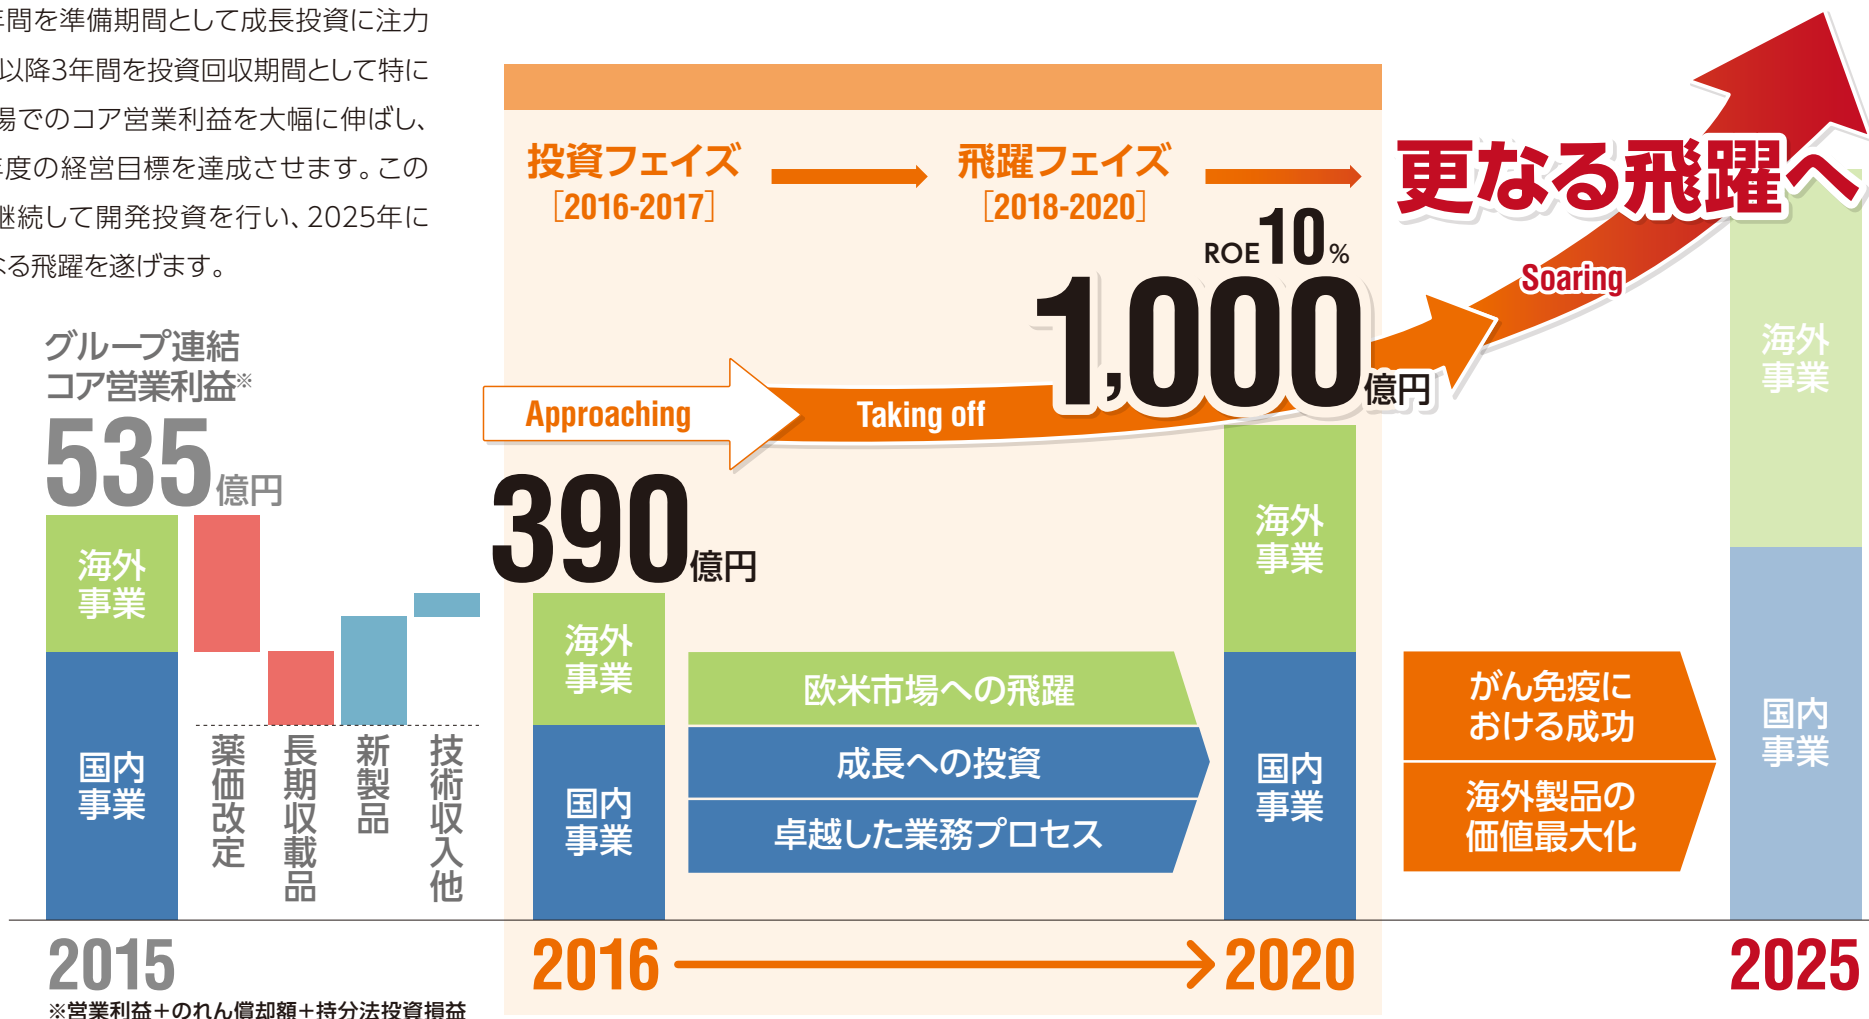 年間を準備期間として成長投資に注力
以降3年間を投資回収期間として特に
場でのコア営業利益を大幅に伸ばし、
年度の経営目標を達成させます。この
継続して開発投資を行い、2025年に
なる飛躍を遂げます。
投資フェイズ
[2016-2017]
飛躍フェイズ
[2018-2020]
更なる飛躍へ
ROE10%
1,000億円
Soaring
Approaching
Taking off
グループ連結
コア営業利益※
535億円
390億円
海外
事業
国内
事業
薬価改定
長期収載品
新製品
技術収入他
海外
事業
国内
事業
欧米市場への飛躍
成長への投資
卓越した業務プロセス
海外
事業
国内
事業
がん免疫に
おける成功
海外製品の
価値最大化
海外
事業
国内
事業
2015
2016
2020
2025
※営業利益+のれん償却額+持分法投資損益